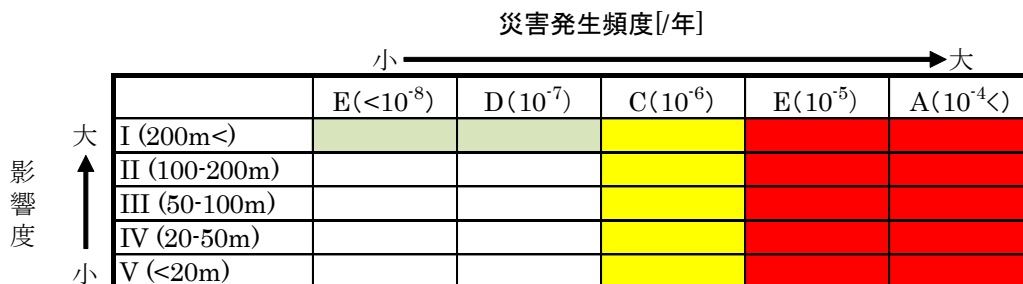 災害発生頻度[/年]
小 大
E(<10⁻⁸) D(10⁻⁷) C(10⁻⁶) E(10⁻⁵) A(10⁻⁴<)
大 I (200m<)
II (100-200m)
影響度 III (50-100m)
IV (20-50m)
小 V (<20m)